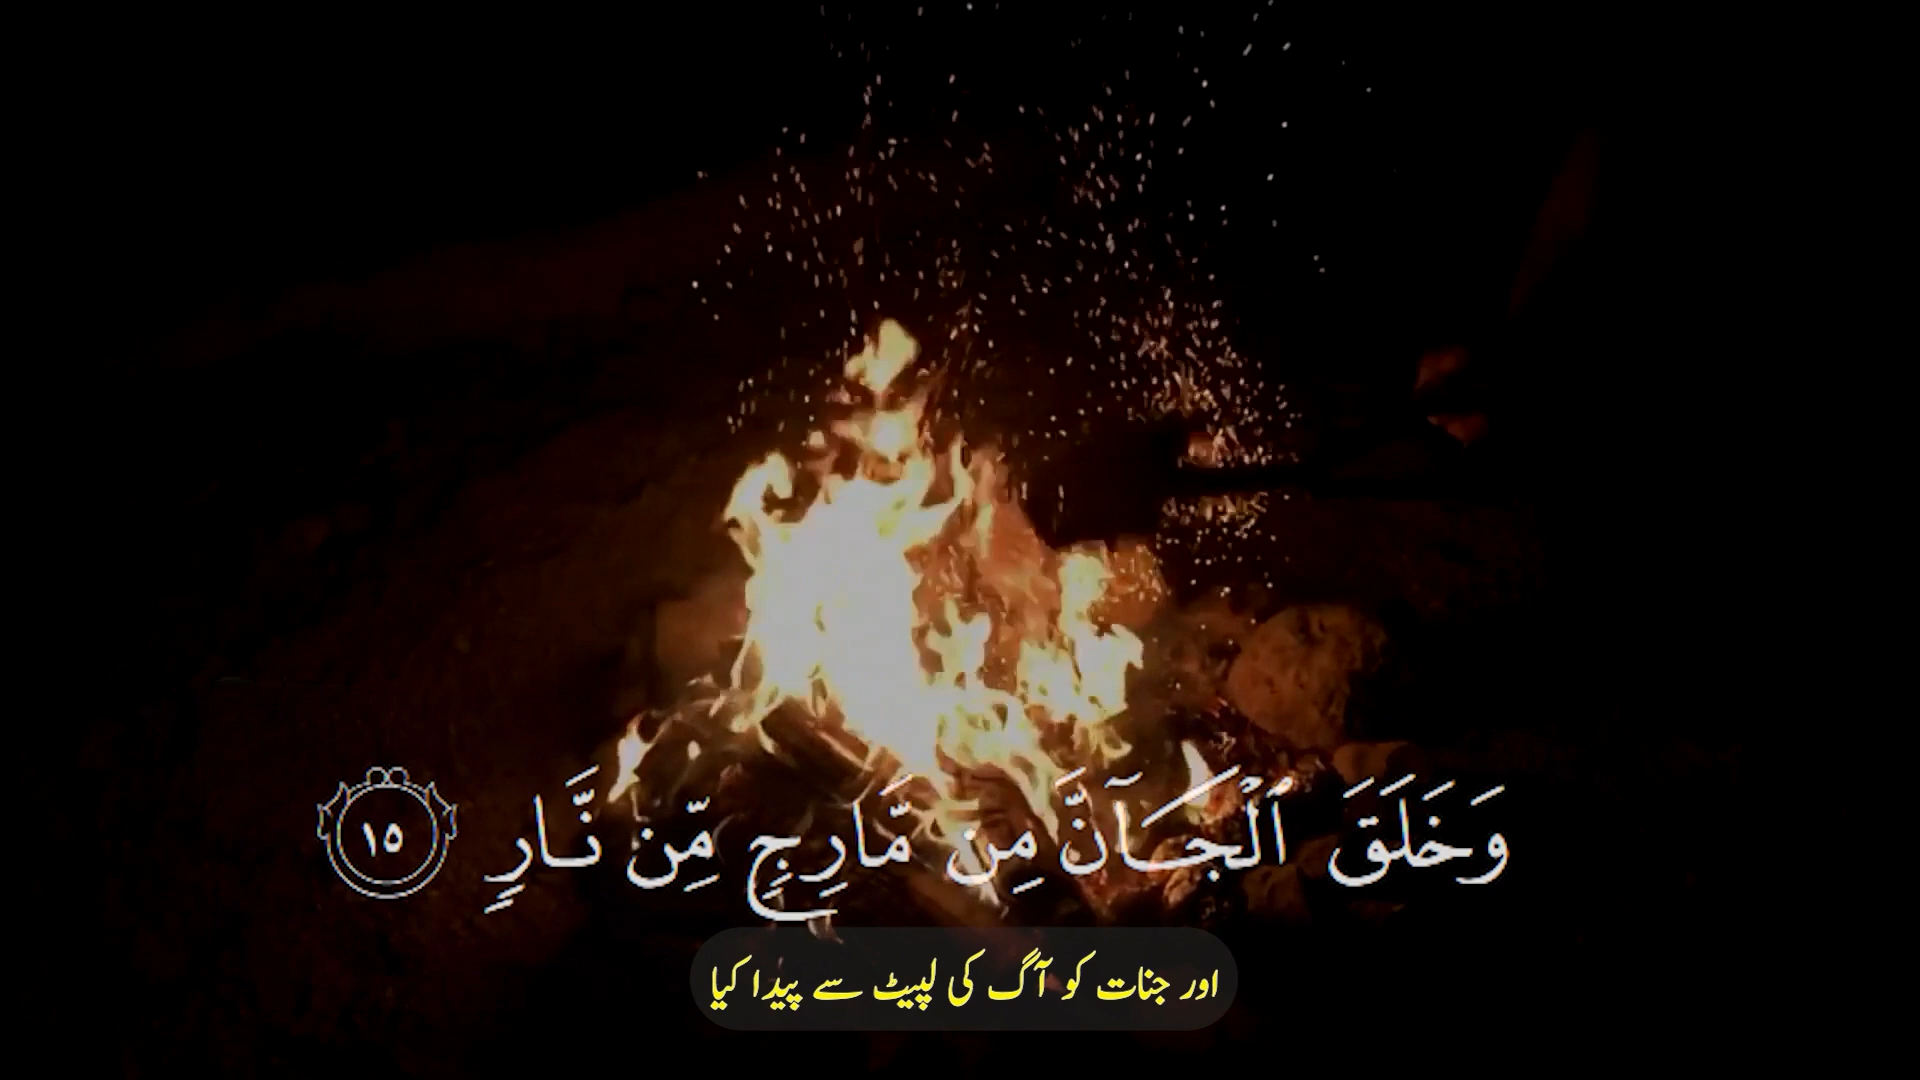 وَخَلَقَ ٱلْجَآنَّ مِن مَّارِجٍ مِّن نَّارٍ ١٥
اور جنات کو آگ کی لپیٹ سے پیدا کیا